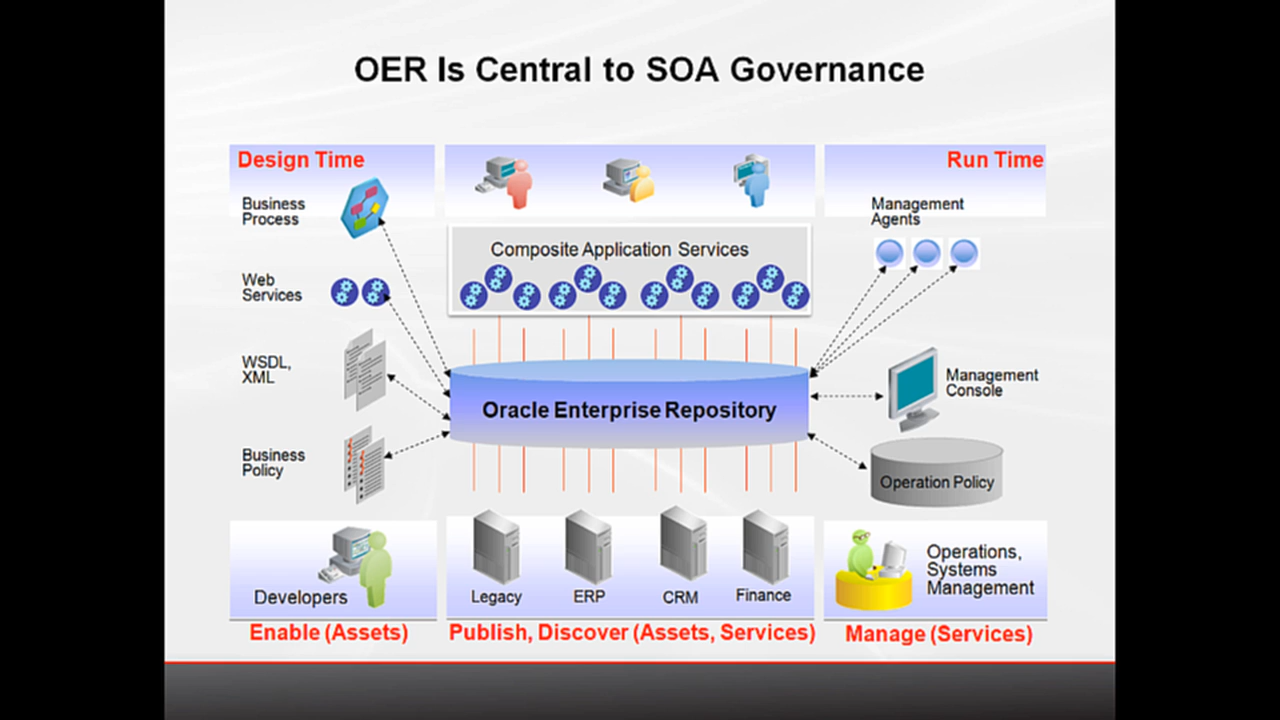 OER Is Central to SOA Governance
Design Time
Run Time
Business
Process
Management
Agents
Composite Application Services
Web
Services
WSDL,
XML
Management
Console
Oracle Enterprise Repository
Business
Policy
Operation Policy
Developers
Legacy
ERP
CRM
Finance
Operations,
Systems
Management
Enable (Assets)
Publish, Discover (Assets, Services)
Manage (Services)